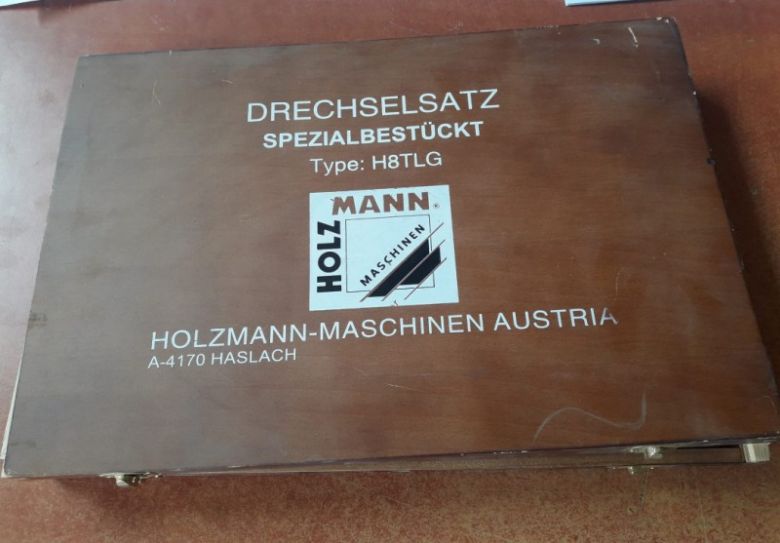 DRECHSELSATZ
SPEZIALBESTÜCKT
Type: H8TLG
HOLZ
MANN®
MASCHINEN
HOLZMANN-MASCHINEN AUSTRIA
A-4170 HASLACH